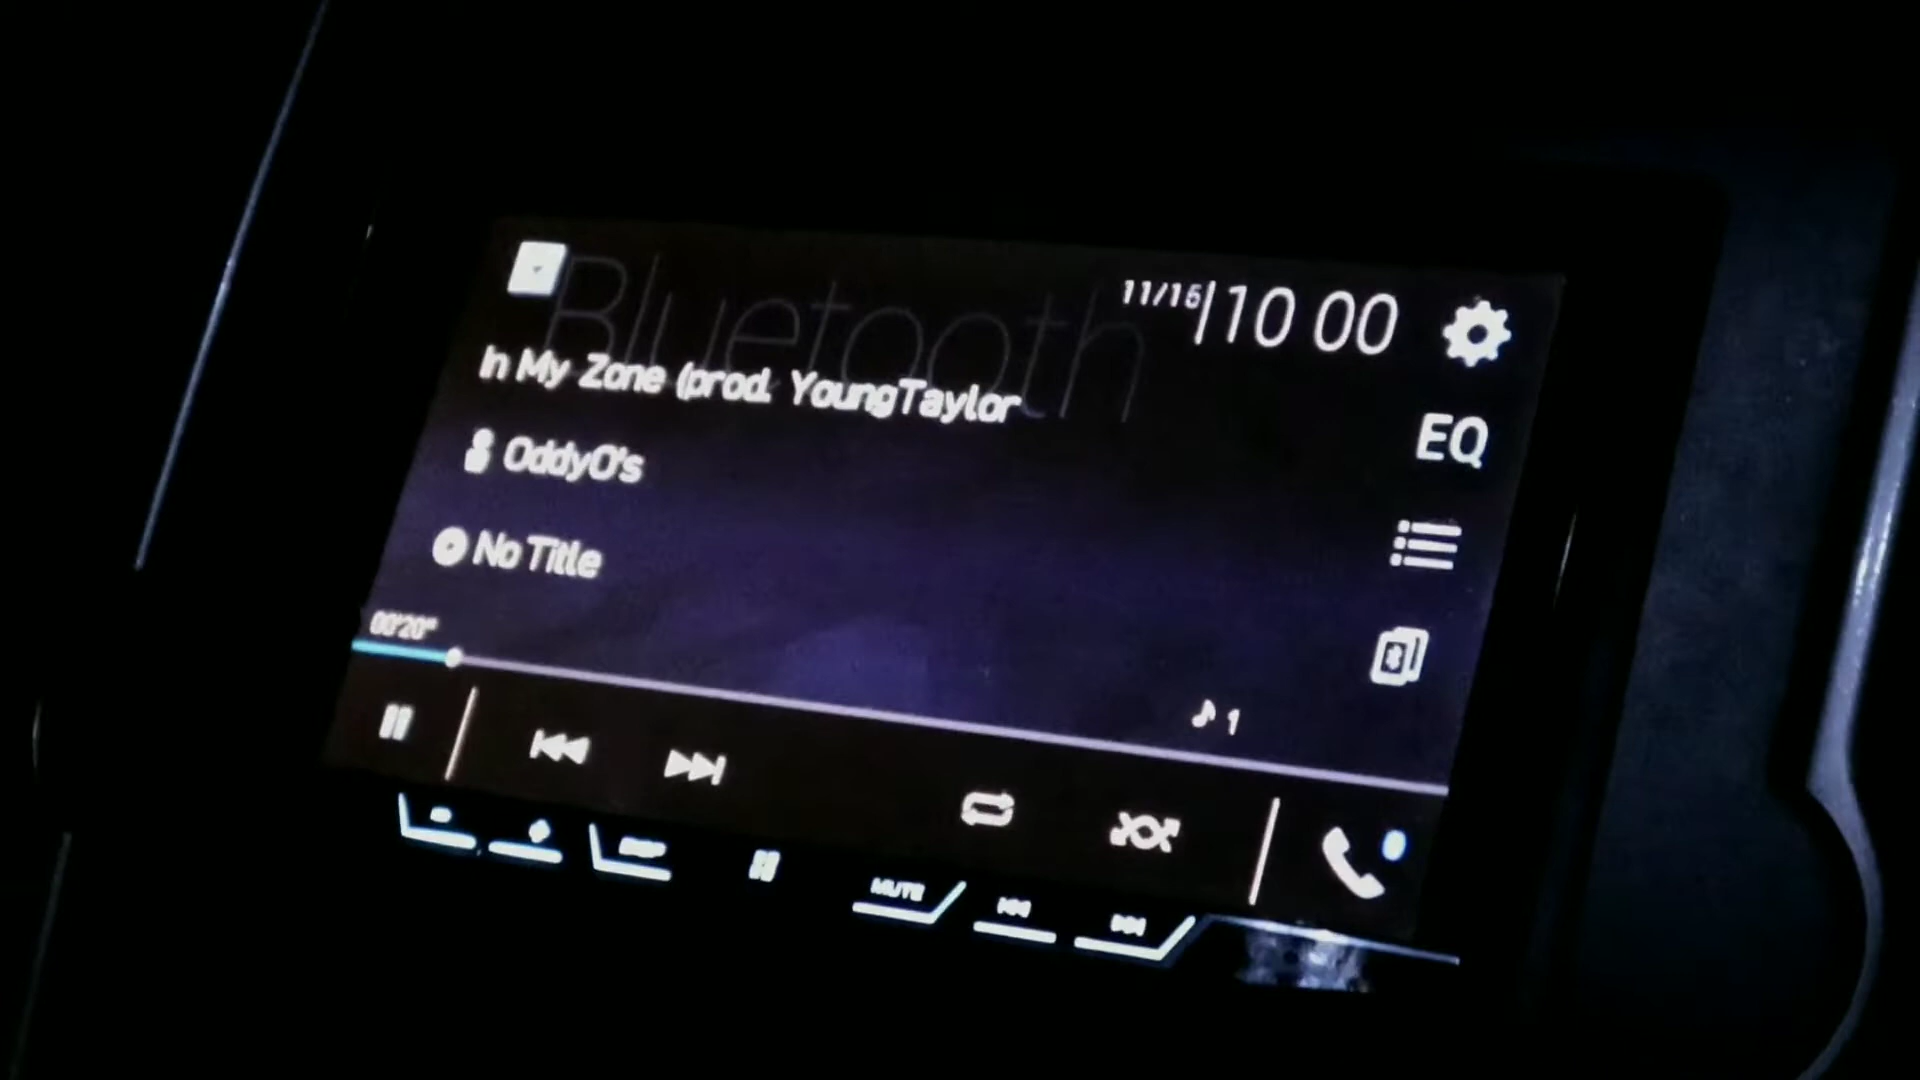 Bluetooth
11/15 10 00
In My Zone (prod. YoungTaylor
EQ
OddyO's
No Title
00'20"
1
MUTE